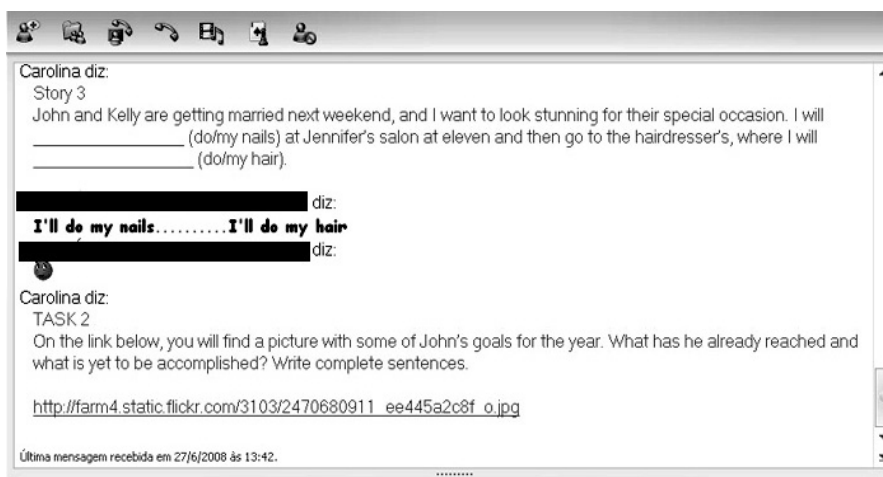 Carolina diz:
Story 3
John and Kelly are getting married next weekend, and I want to look stunning for their special occasion. I will
__________________ (do/my nails) at Jennifer's salon at eleven and then go to the hairdresser's, where I will
___________________ (do/my hair).
diz:
I'll do my nails..........I'll do my hair
diz:
Carolina diz:
TASK 2
On the link below, you will find a picture with some of John's goals for the year. What has he already reached and
what is yet to be accomplished? Write complete sentences.
http://farm4.static.flickr.com/3103/2470680911_ee445a2c8f_o.jpg
Última mensagem recebida em 27/6/2008 às 13:42.